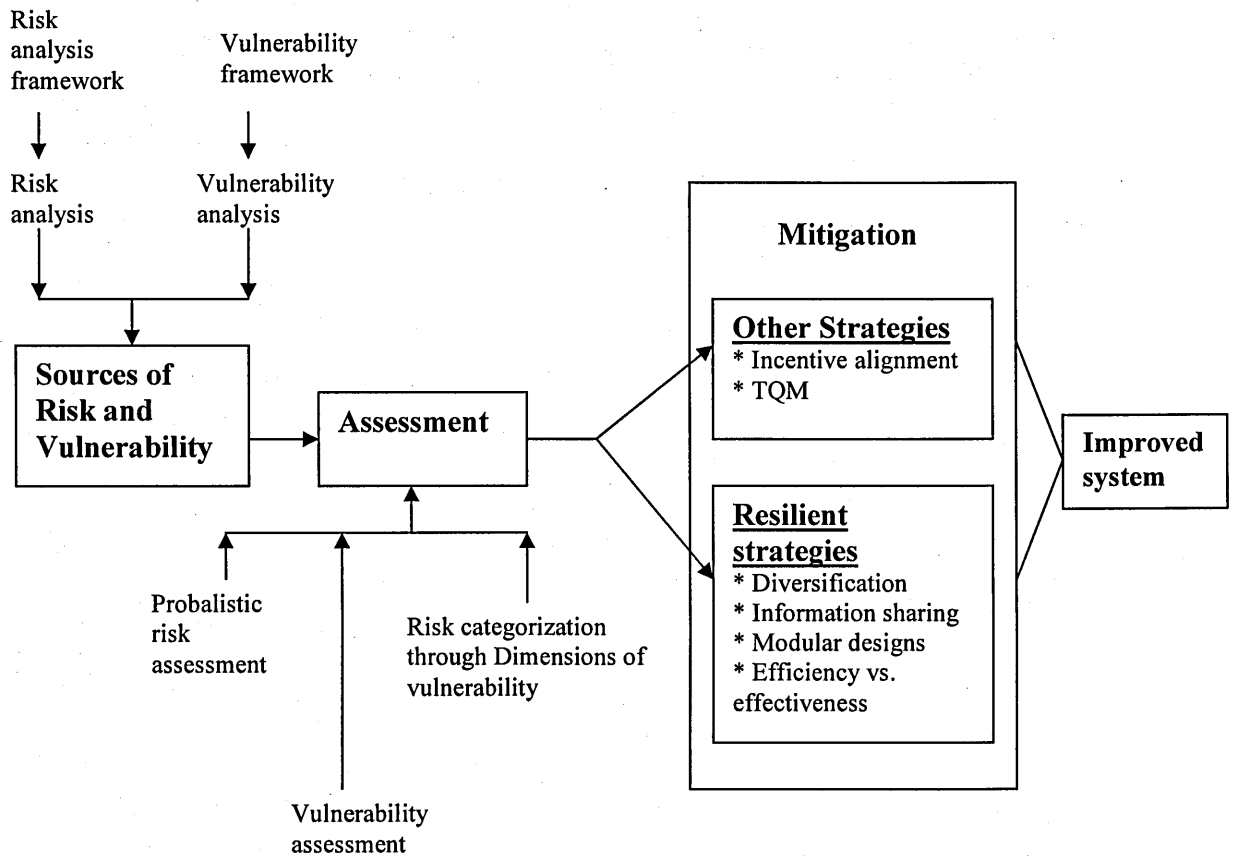 Risk
analysis
framework
Vulnerability
framework
Risk
analysis
Vulnerability
analysis
Sources of
Risk and
Vulnerability
Assessment
Probalistic
risk
assessment
Vulnerability
assessment
Risk categorization
through Dimensions of
vulnerability
Mitigation
Other Strategies
* Incentive alignment
* TQM
Resilient
strategies
* Diversification
* Information sharing
* Modular designs
* Efficiency vs.
effectiveness
Improved
system